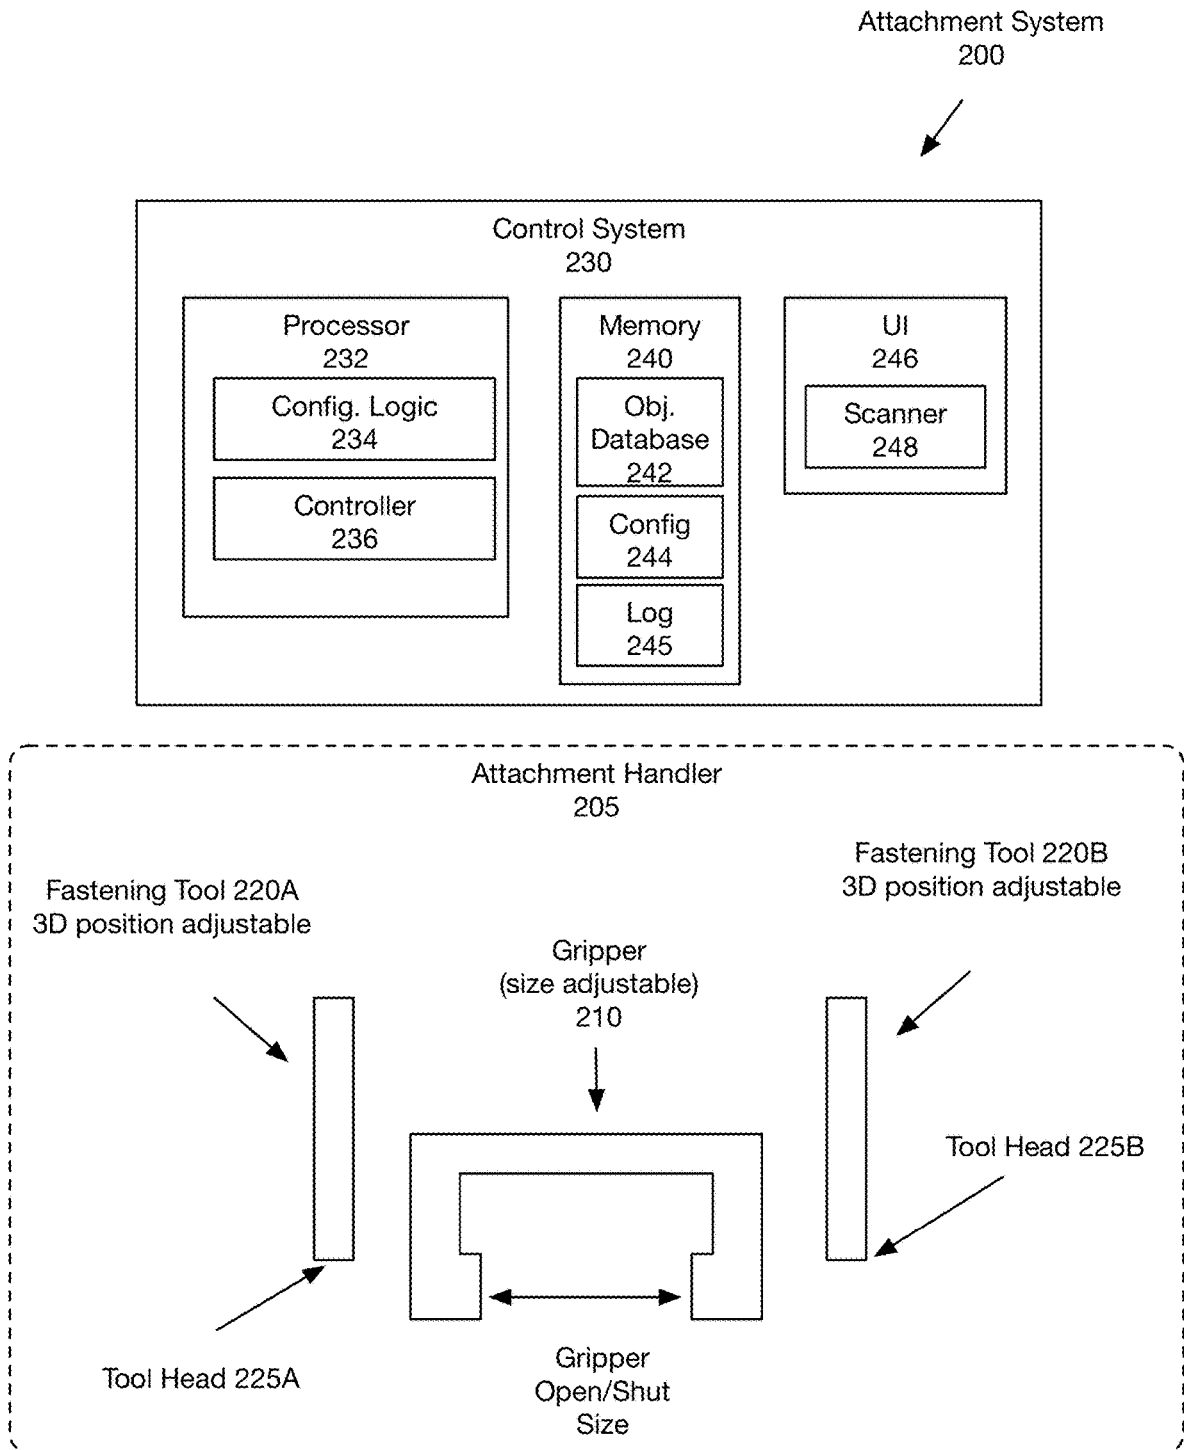 Attachment System
200
Control System
230
Processor
232
Config. Logic
234
Controller
236
Memory
240
Obj.
Database
242
Config
244
Log
245
UI
246
Scanner
248
Attachment Handler
205
Fastening Tool 220A
3D position adjustable
Fastening Tool 220B
3D position adjustable
Gripper
(size adjustable)
210
Tool Head 225B
Tool Head 225A
Gripper
Open/Shut
Size